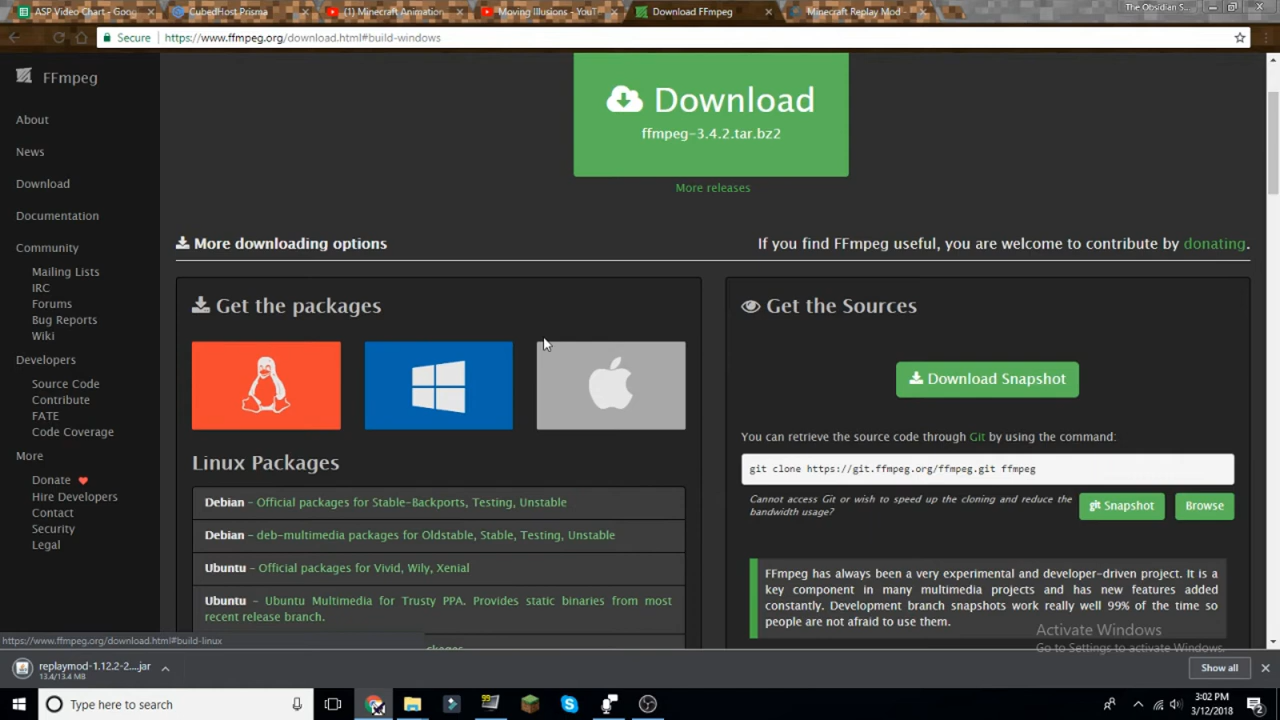 ASP Video Chart - Goog
CubedHost Prisma
(1) Minecraft Animation
Moving Illusions - YouT
Download FFmpeg
Minecraft Replay Mod -
The Obsidian S...
Secure
https://www.ffmpeg.org/download.html#build-windows
FFmpeg
About
News
Download
Documentation
Community
Mailing Lists
IRC
Forums
Bug Reports
Wiki
Developers
Source Code
Contribute
FATE
Code Coverage
More
Donate
Hire Developers
Contact
Security
Legal
Download
ffmpeg-3.4.2.tar.bz2
More releases
More downloading options
If you find FFmpeg useful, you are welcome to contribute by donating.
Get the packages
Linux Packages
Debian – Official packages for Stable-Backports, Testing, Unstable
Debian – deb-multimedia packages for Oldstable, Stable, Testing, Unstable
Ubuntu – Official packages for Vivid, Wily, Xenial
Ubuntu – Ubuntu Multimedia for Trusty PPA. Provides static binaries from most
recent release branch.
Get the Sources
Download Snapshot
You can retrieve the source code through Git by using the command:
git clone https://git.ffmpeg.org/ffmpeg.git ffmpeg
Cannot access Git or wish to speed up the cloning and reduce the
bandwidth usage?
git Snapshot
Browse
FFmpeg has always been a very experimental and developer-driven project. It is a
key component in many multimedia projects and has new features added
constantly. Development branch snapshots work really well 99% of the time so
people are not afraid to use them.
Activate Windows
Go to Settings to activate Windows.
https://www.ffmpeg.org/download.html#build-linux
replaymod-1.12.2-2....jar
13.4/13.4 MB
Show all
Type here to search
3:02 PM
3/12/2018
2